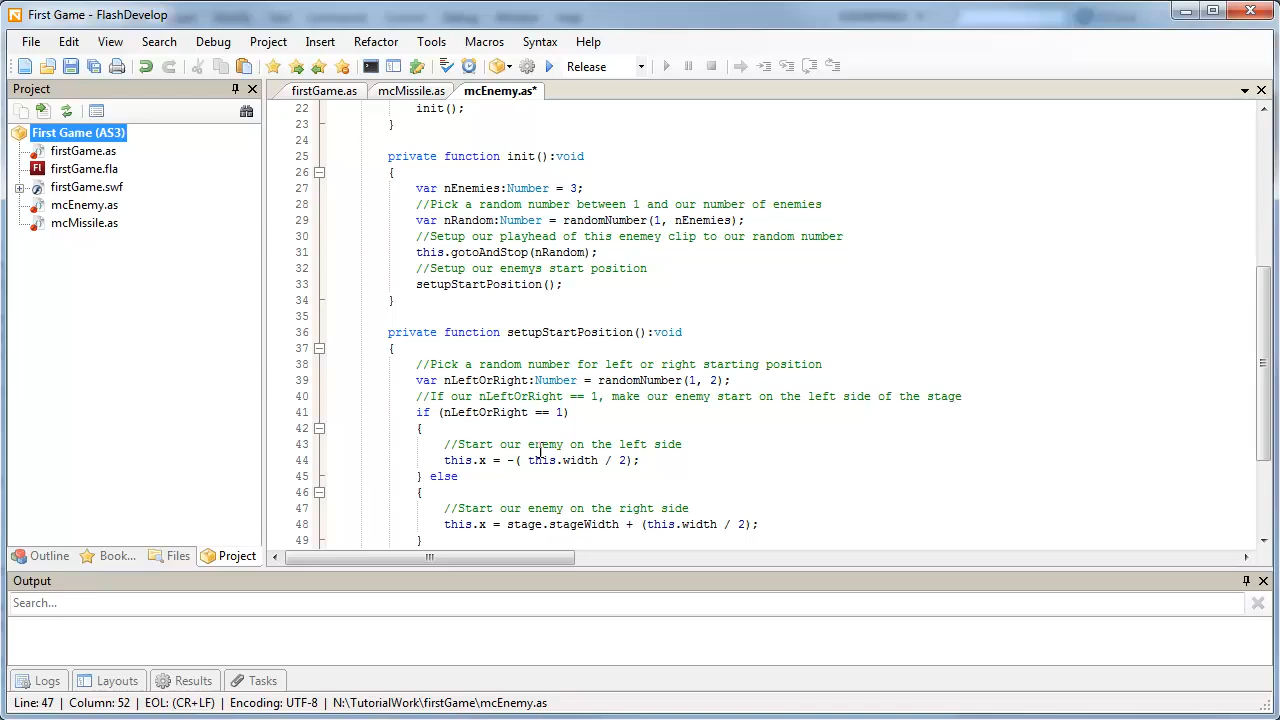 First Game - FlashDevelop
File Edit View Search Debug Project Insert Refactor Tools Macros Syntax Help
Release
Project
firstGame.as mcMissile.as mcEnemy.as*
First Game (AS3)
firstGame.as
firstGame.fla
firstGame.swf
mcEnemy.as
mcMissile.as
22 init();
23 }
24
25 private function init():void
26 {
27 var nEnemies:Number = 3;
28 //Pick a random number between 1 and our number of enemies
29 var nRandom:Number = randomNumber(1, nEnemies);
30 //Setup our playhead of this enemey clip to our random number
31 this.gotoAndStop(nRandom);
32 //Setup our enemys start position
33 setupStartPosition();
34 }
35
36 private function setupStartPosition():void
37 {
38 //Pick a random number for left or right starting position
39 var nLeftOrRight:Number = randomNumber(1, 2);
40 //If our nLeftOrRight == 1, make our enemy start on the left side of the stage
41 if (nLeftOrRight == 1)
42 {
43 //Start our enemy on the left side
44 this.x = -( this.width / 2);
45 } else
46 {
47 //Start our enemy on the right side
48 this.x = stage.stageWidth + (this.width / 2);
49 }
Outline Book... Files Project
Output
Search...
Logs Layouts Results Tasks
Line: 47 | Column: 52 | EOL: (CR+LF) | Encoding: UTF-8 | N:\TutorialWork\firstGame\mcEnemy.as